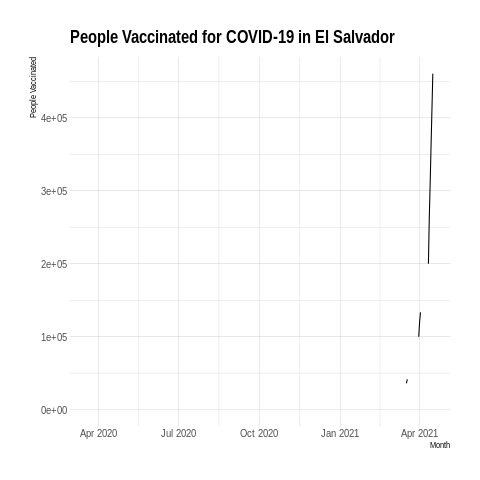 People Vaccinated for COVID-19 in El Salvador
People Vaccinated
4e+05
3e+05
2e+05
1e+05
0e+00
Apr 2020 Jul 2020 Oct 2020 Jan 2021 Apr 2021
Month